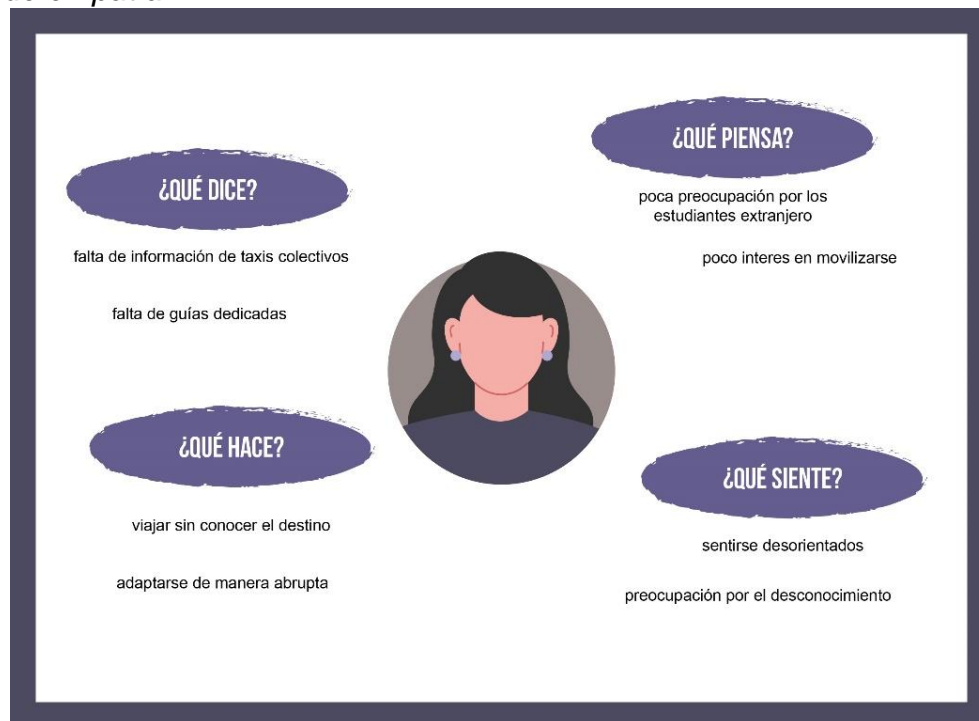 ¿QUÉ DICE?
falta de información de taxis colectivos
falta de guías dedicadas
¿QUÉ PIENSA?
poca preocupación por los
estudiantes extranjero
poco interes en movilizarse
¿QUÉ HACE?
viajar sin conocer el destino
adaptarse de manera abrupta
¿QUÉ SIENTE?
sentirse desorientados
preocupación por el desconocimiento